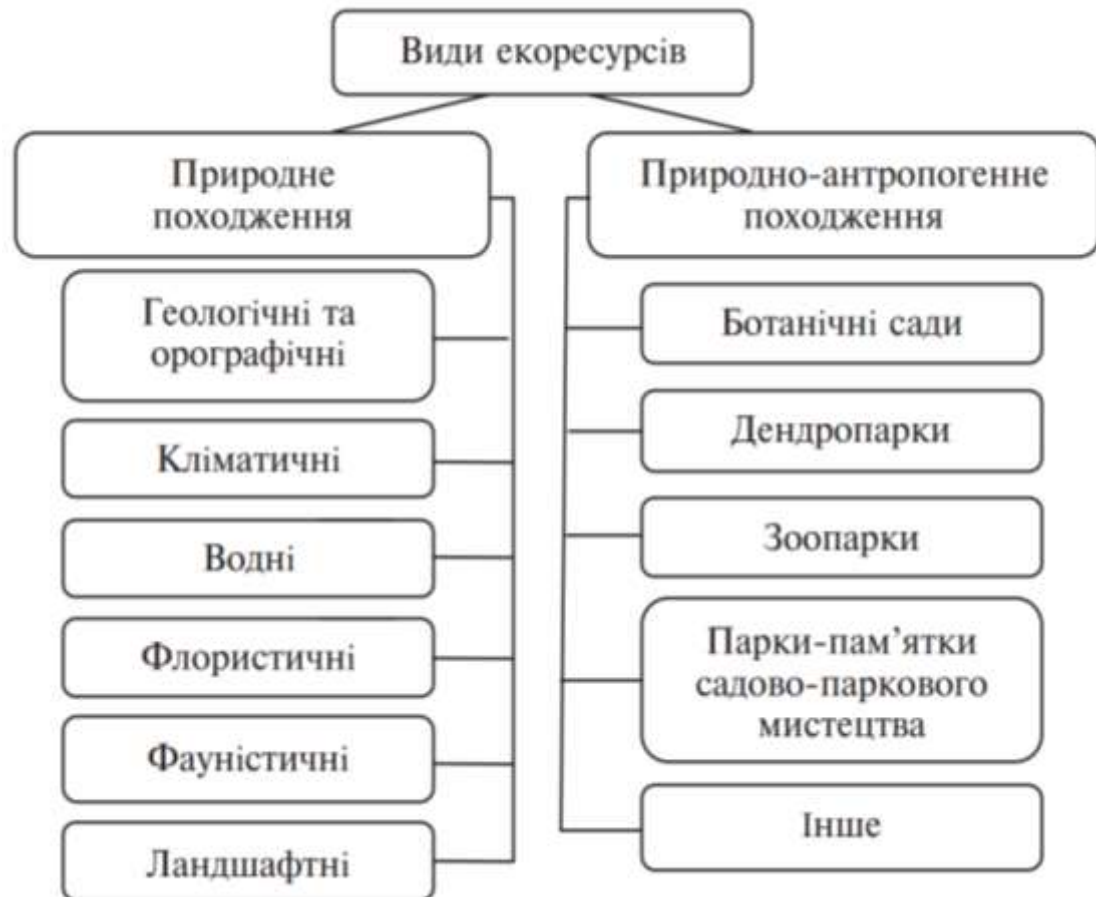 Види екоресурсів
Природне
походження
Геологічні та
орографічні
Кліматичні
Водні
Флористичні
Фауністичні
Ландшафтні
Природно-антропогенне
походження
Ботанічні сади
Дендропарки
Зоопарки
Парки-пам’ятки
садово-паркового
мистецтва
Інше